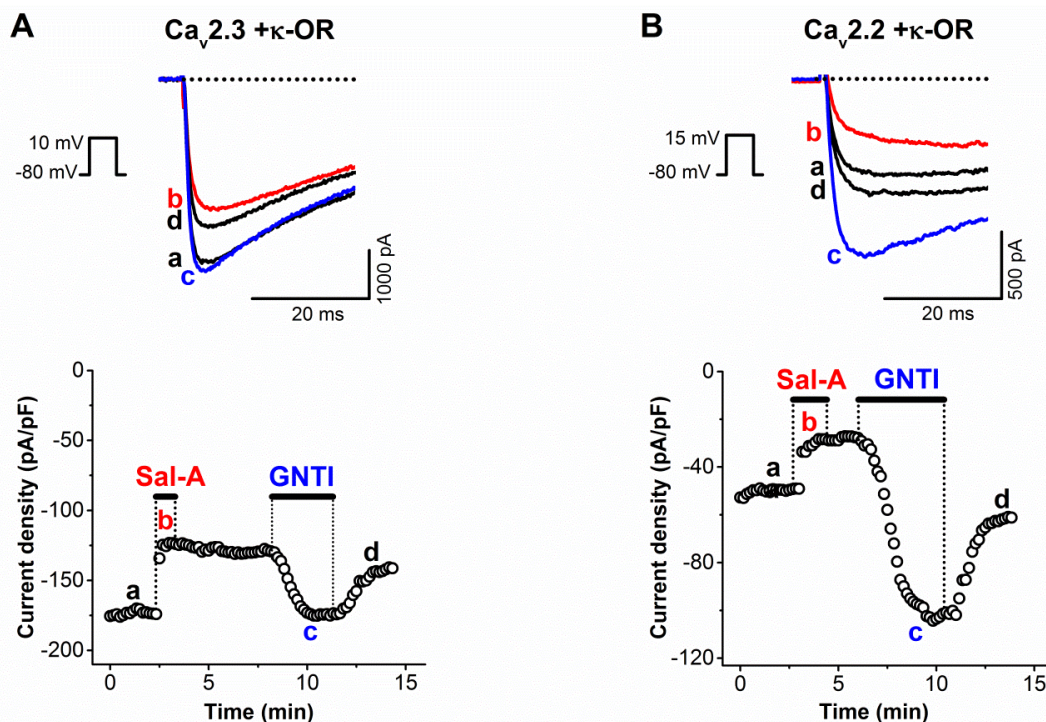 A
Cav2.3 +κ-OR
10 mV
-80 mV
b
d
a
c
1000 pA
20 ms
0
-50
-100
-150
-200
Current density (pA/pF)
Sal-A
GNTI
a
b
c
d
0
5
10
15
Time (min)
B
Cav2.2 +κ-OR
15 mV
-80 mV
b
a
d
c
500 pA
20 ms
0
-40
-80
-120
Current density (pA/pF)
Sal-A
GNTI
a
b
c
d
0
5
10
15
Time (min)